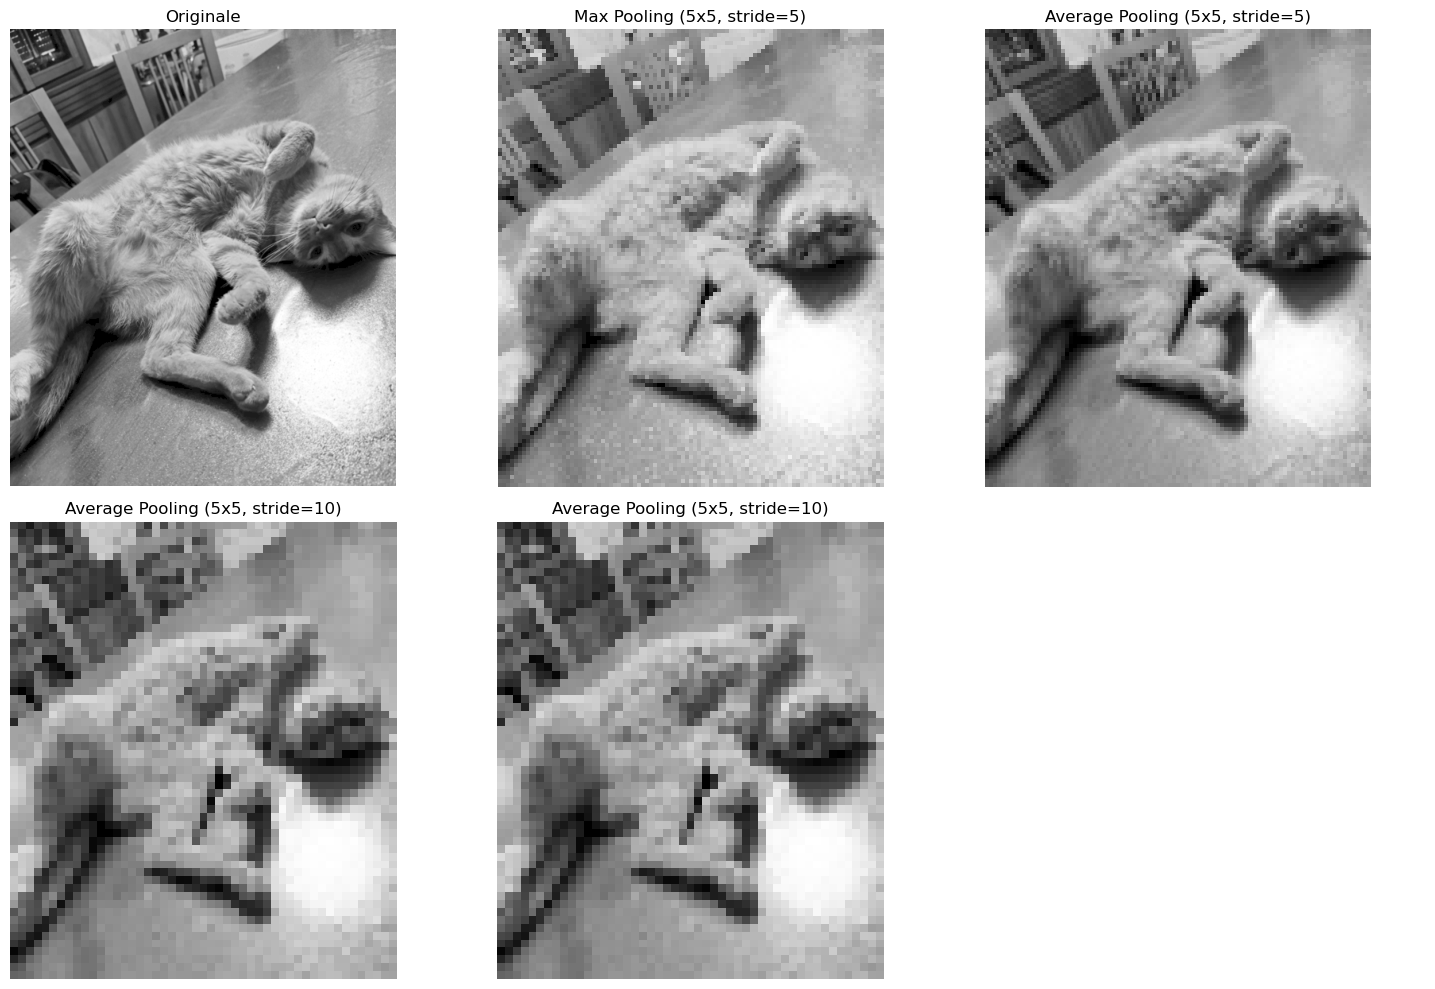 Originale
Max Pooling (5x5, stride=5)
Average Pooling (5x5, stride=5)
Average Pooling (5x5, stride=10)
Average Pooling (5x5, stride=10)